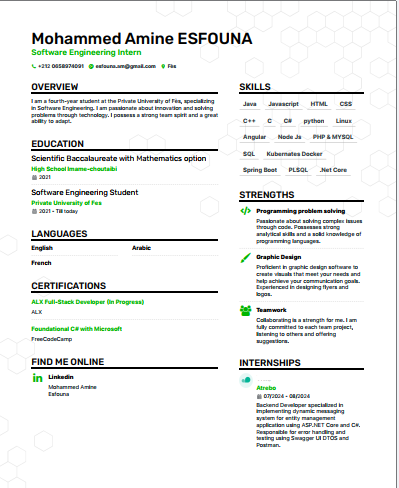 Mohammed Amine ESFOUNA
Software Engineering Intern
+212 0658974091 esfouna.am@gmail.com Fès
OVERVIEW
I am a fourth-year student at the Private University of Fès, specializing
in Software Engineering. I am passionate about innovation and solving
problems through technology. I possess a strong team spirit and a great
ability to adapt.
EDUCATION
Scientific Baccalaureate with Mathematics option
High School Imame-choutaibi
2021
Software Engineering Student
Private University of Fes
2021 - Till today
LANGUAGES
English Arabic
French
CERTIFICATIONS
ALX Full-Stack Developer (In Progress)
ALX
Foundational C# with Microsoft
FreeCodeCamp
FIND ME ONLINE
Linkedin
Mohammed Amine
Esfouna
SKILLS
Java Javascript HTML CSS
C++ C C# python Linux
Angular Node Js PHP & MYSQL
SQL Kubernetes Docker
Spring Boot PLSQL .Net Core
STRENGTHS
Programming problem solving
Passionate about solving complex issues
through code. Possesses strong
analytical skills and a solid knowledge of
programming languages.
Graphic Design
Proficient in graphic design software to
create visuals that meet your needs and
help achieve your communication goals.
Experienced in designing flyers and
logos.
Teamwork
Collaborating is a strength for me. I am
fully committed to each team project,
listening to others and offering
suggestions.
INTERNSHIPS
Atrebo
07/2024 - 08/2024
Backend Developer specialized in
implementing dynamic messaging
system for entity management
application using ASP.NET Core and C#.
Responsible for error handling and
testing using Swagger UI DTOS and
Postman.